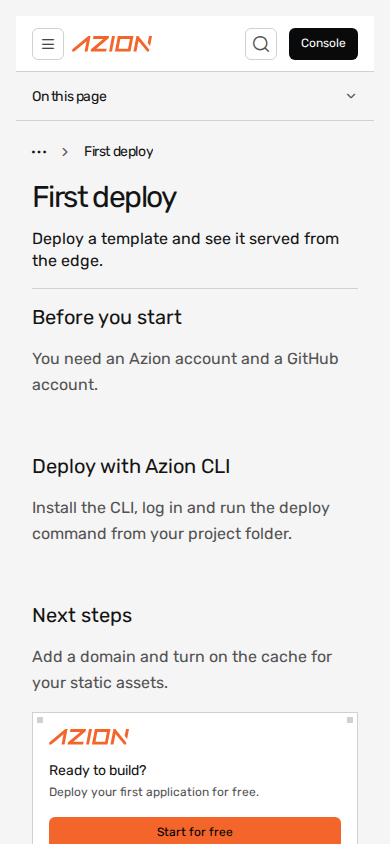 AZION
Console
On this page
First deploy
First deploy
Deploy a template and see it served from
the edge.
Before you start
You need an Azion account and a GitHub
account.
Deploy with Azion CLI
Install the CLI, log in and run the deploy
command from your project folder.
Next steps
Add a domain and turn on the cache for
your static assets.
AZION
Ready to build?
Deploy your first application for free.
Start for free